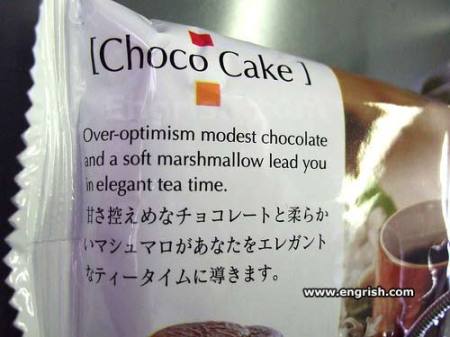 [Choco Cake]
Over-optimism modest chocolate
and a soft marshmallow lead you
in elegant tea time.
甘さ控えめなチョコレートと柔らか
いマシュマロがあなたをエレガント
なティータイムに導きます。
www.engrish.com